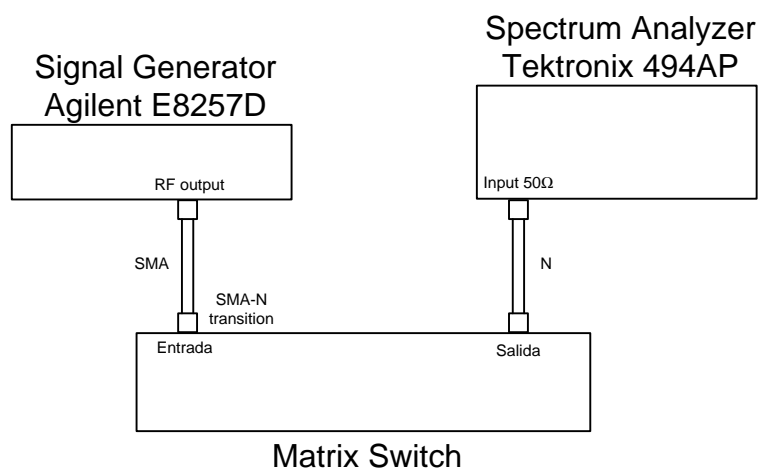 Spectrum Analyzer
Tektronix 494AP
Signal Generator
Agilent E8257D
RF output
Input 50Ω
SMA
N
SMA-N
transition
Entrada
Salida
Matrix Switch